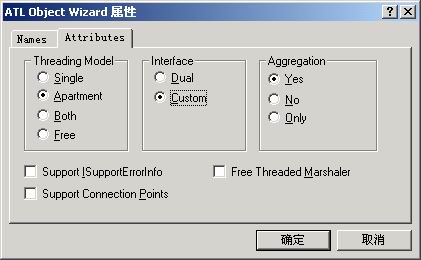 ATL Object Wizard 属性
Names Attributes
Threading Model Interface Aggregation
Single Dual Yes
Apartment Custom No
Both Only
Free
Support ISupportErrorInfo Free Threaded Marshaler
Support Connection Points
确定 取消